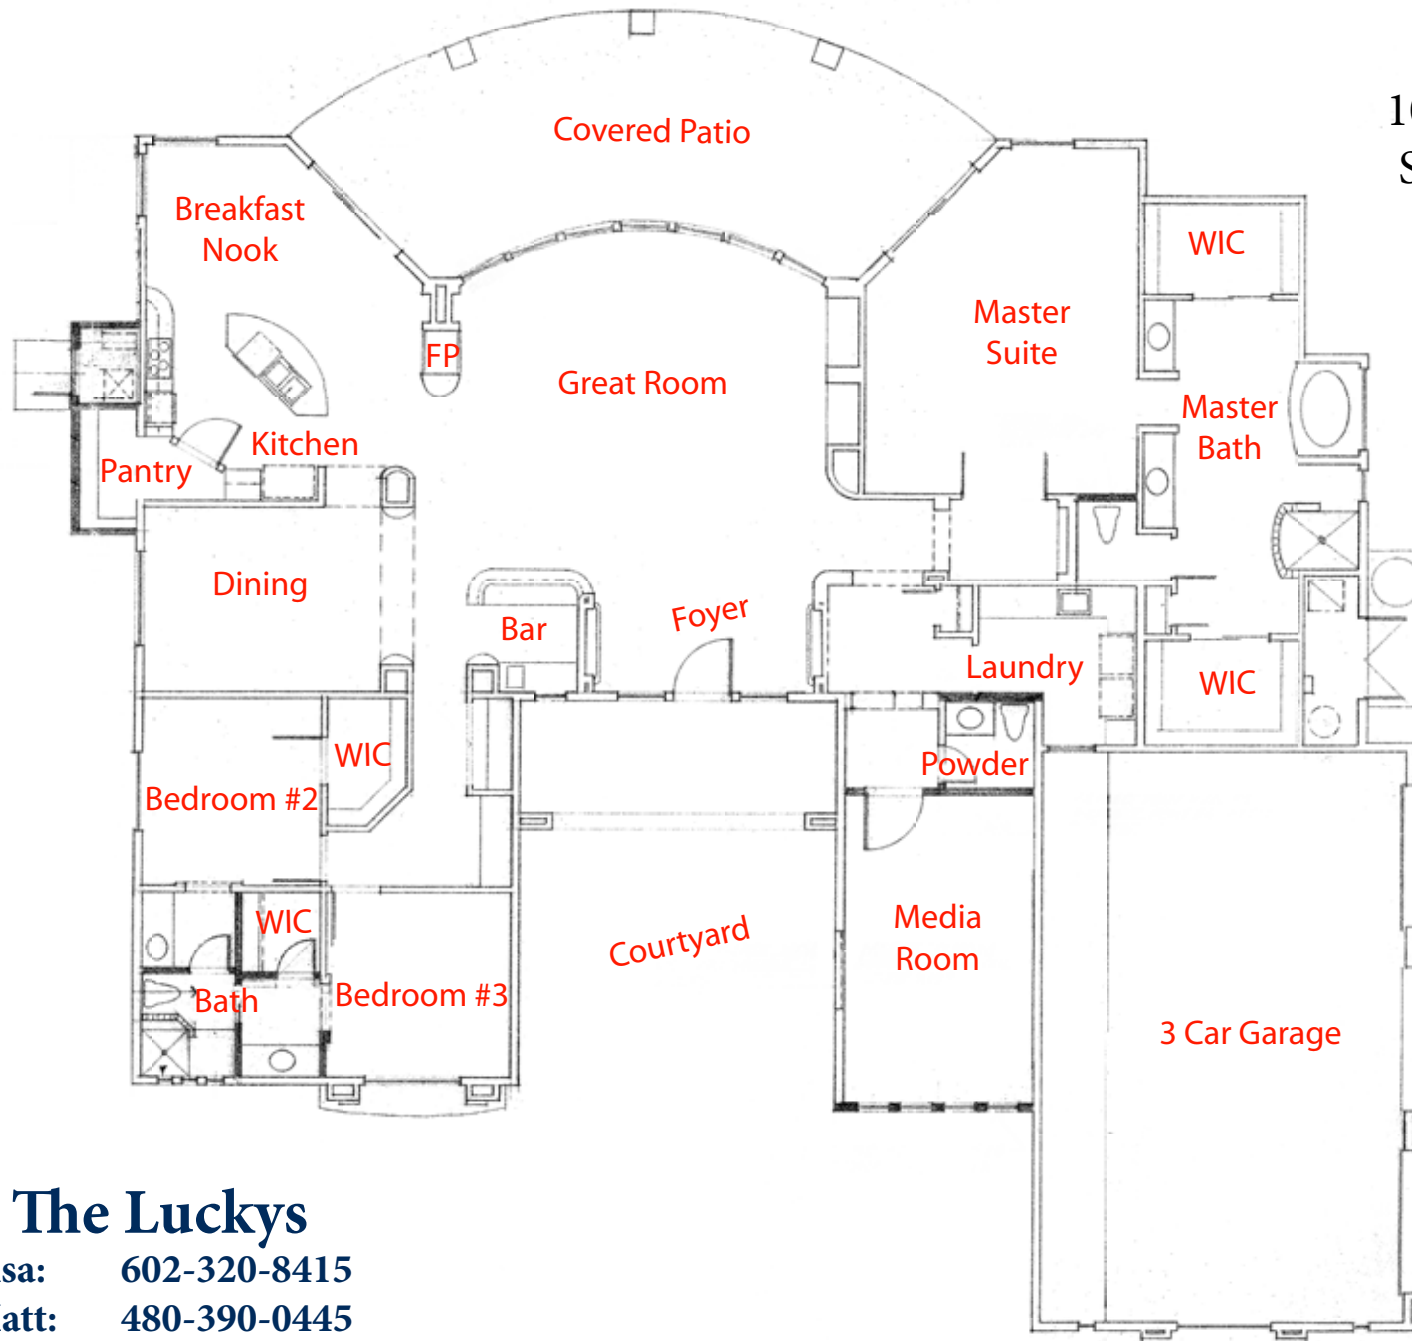 Covered Patio
Breakfast
Nook
WIC
Master
Suite
FP
Great Room
Master
Bath
Kitchen
Pantry
Dining
Foyer
Bar
Laundry
WIC
WIC
Powder
Bedroom #2
WIC
Media
Room
Courtyard
Bath
Bedroom #3
3 Car Garage
The Luckys
602-320-8415
480-390-0445